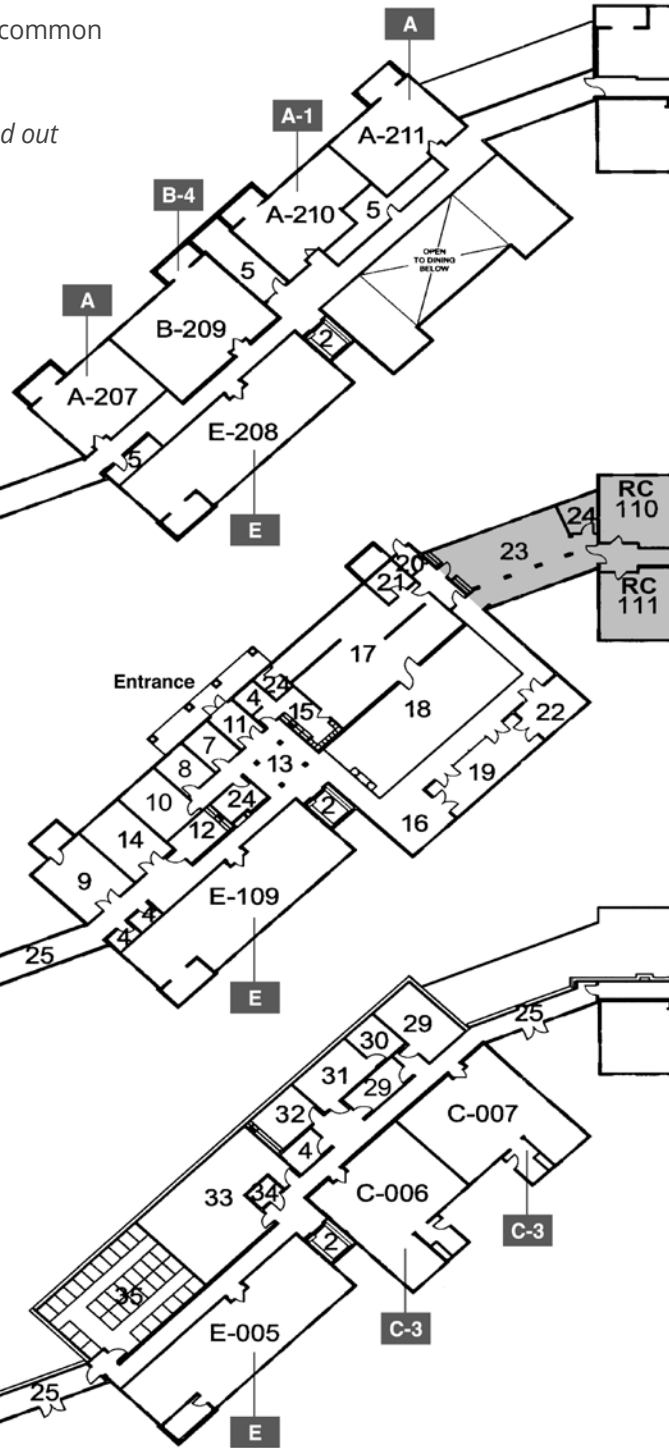 common
d out
A
A-1
A-211
B-4
A-210
5
A
5
OPEN
TO DINING
BELOW
B-209
2
A-207
E-208
5
E
RC
110
24
23
20
RC
111
21
17
Entrance
24
4
15
18
22
11
7
13
8
19
10
24
2
12
16
14
9
E-109
4
4
25
E
29
25
30
31
29
C-007
32
4
C-006
33
34
C-3
2
35
E-005
C-3
25
E